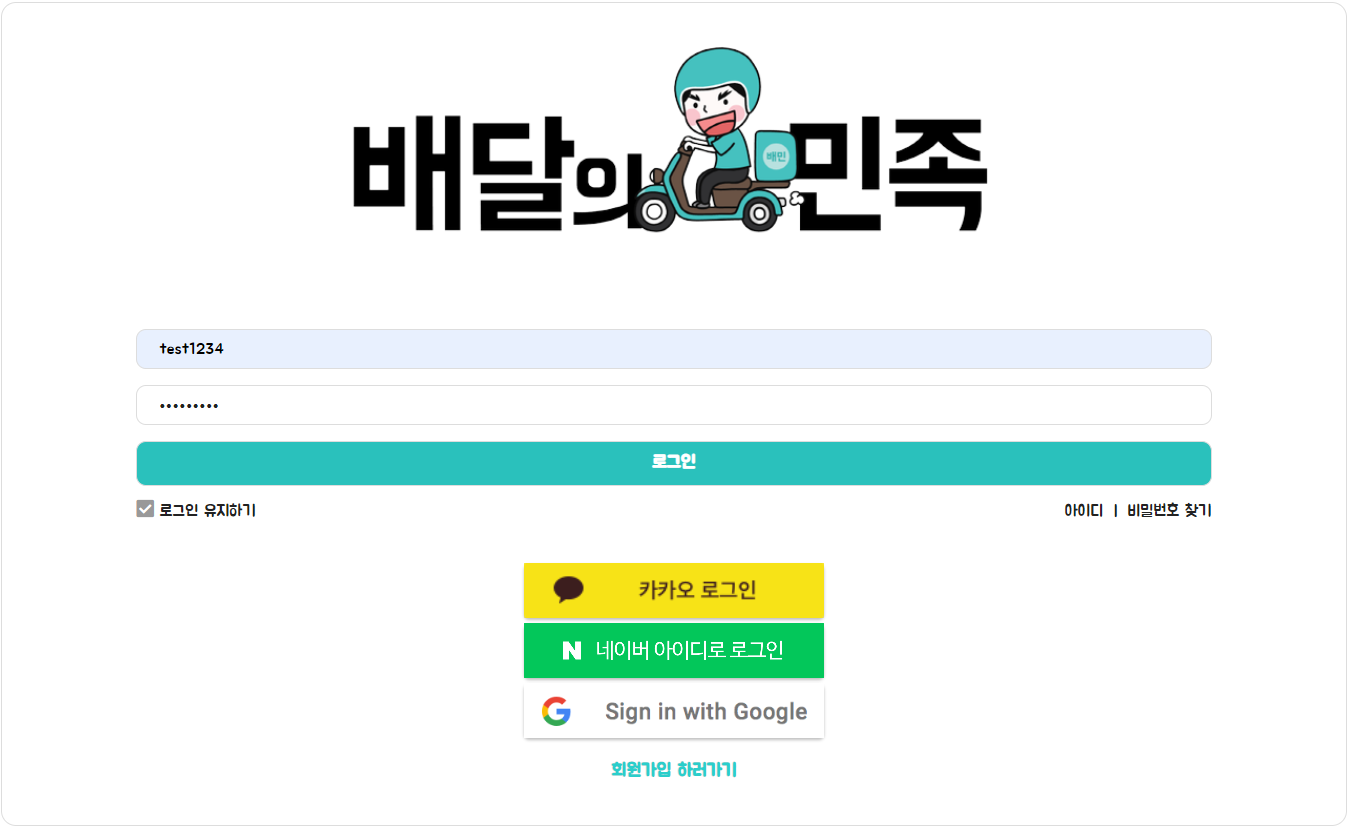 배달의민족
배민
test1234
•••••••••
로그인
로그인 유지하기
아이디 | 비밀번호 찾기
카카오 로그인
N 네이버 아이디로 로그인
G Sign in with Google
회원가입 하러가기